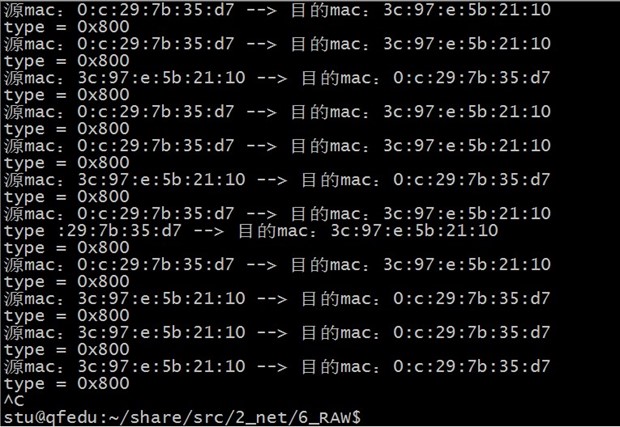 源mac：0:c:29:7b:35:d7 --> 目的mac：3c:97:e:5b:21:10
type = 0x800
源mac：0:c:29:7b:35:d7 --> 目的mac：3c:97:e:5b:21:10
type = 0x800
源mac：3c:97:e:5b:21:10 --> 目的mac：0:c:29:7b:35:d7
type = 0x800
源mac：0:c:29:7b:35:d7 --> 目的mac：3c:97:e:5b:21:10
type = 0x800
源mac：0:c:29:7b:35:d7 --> 目的mac：3c:97:e:5b:21:10
type = 0x800
源mac：3c:97:e:5b:21:10 --> 目的mac：0:c:29:7b:35:d7
type = 0x800
源mac：0:c:29:7b:35:d7 --> 目的mac：3c:97:e:5b:21:10
type :29:7b:35:d7 --> 目的mac：3c:97:e:5b:21:10
type = 0x800
源mac：0:c:29:7b:35:d7 --> 目的mac：3c:97:e:5b:21:10
type = 0x800
源mac：3c:97:e:5b:21:10 --> 目的mac：0:c:29:7b:35:d7
type = 0x800
源mac：3c:97:e:5b:21:10 --> 目的mac：0:c:29:7b:35:d7
type = 0x800
源mac：3c:97:e:5b:21:10 --> 目的mac：0:c:29:7b:35:d7
type = 0x800
^C
stu@qfedu:~/share/src/2_net/6_RAW$